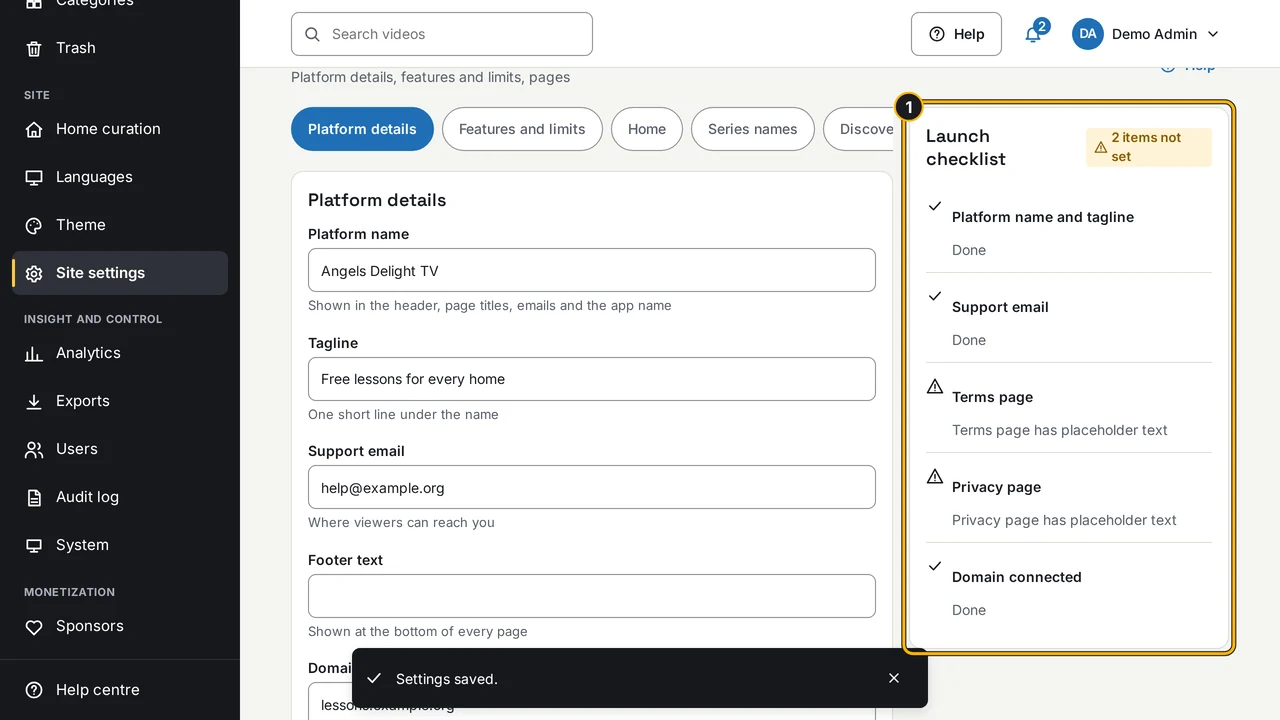 Categories
Trash
SITE
Home curation
Languages
Theme
Site settings
INSIGHT AND CONTROL
Analytics
Exports
Users
Audit log
System
MONETIZATION
Sponsors
Help centre
Search videos
Help
2
DA
Demo Admin
Platform details, features and limits, pages
Help
Platform details
Features and limits
Home
Series names
Discove
Platform details
Platform name
Angels Delight TV
Shown in the header, page titles, emails and the app name
Tagline
Free lessons for every home
One short line under the name
Support email
help@example.org
Where viewers can reach you
Footer text
Shown at the bottom of every page
Domai
lessons.example.org
Settings saved.
1
Launch
checklist
2 items not
set
Platform name and tagline
Done
Support email
Done
Terms page
Terms page has placeholder text
Privacy page
Privacy page has placeholder text
Domain connected
Done